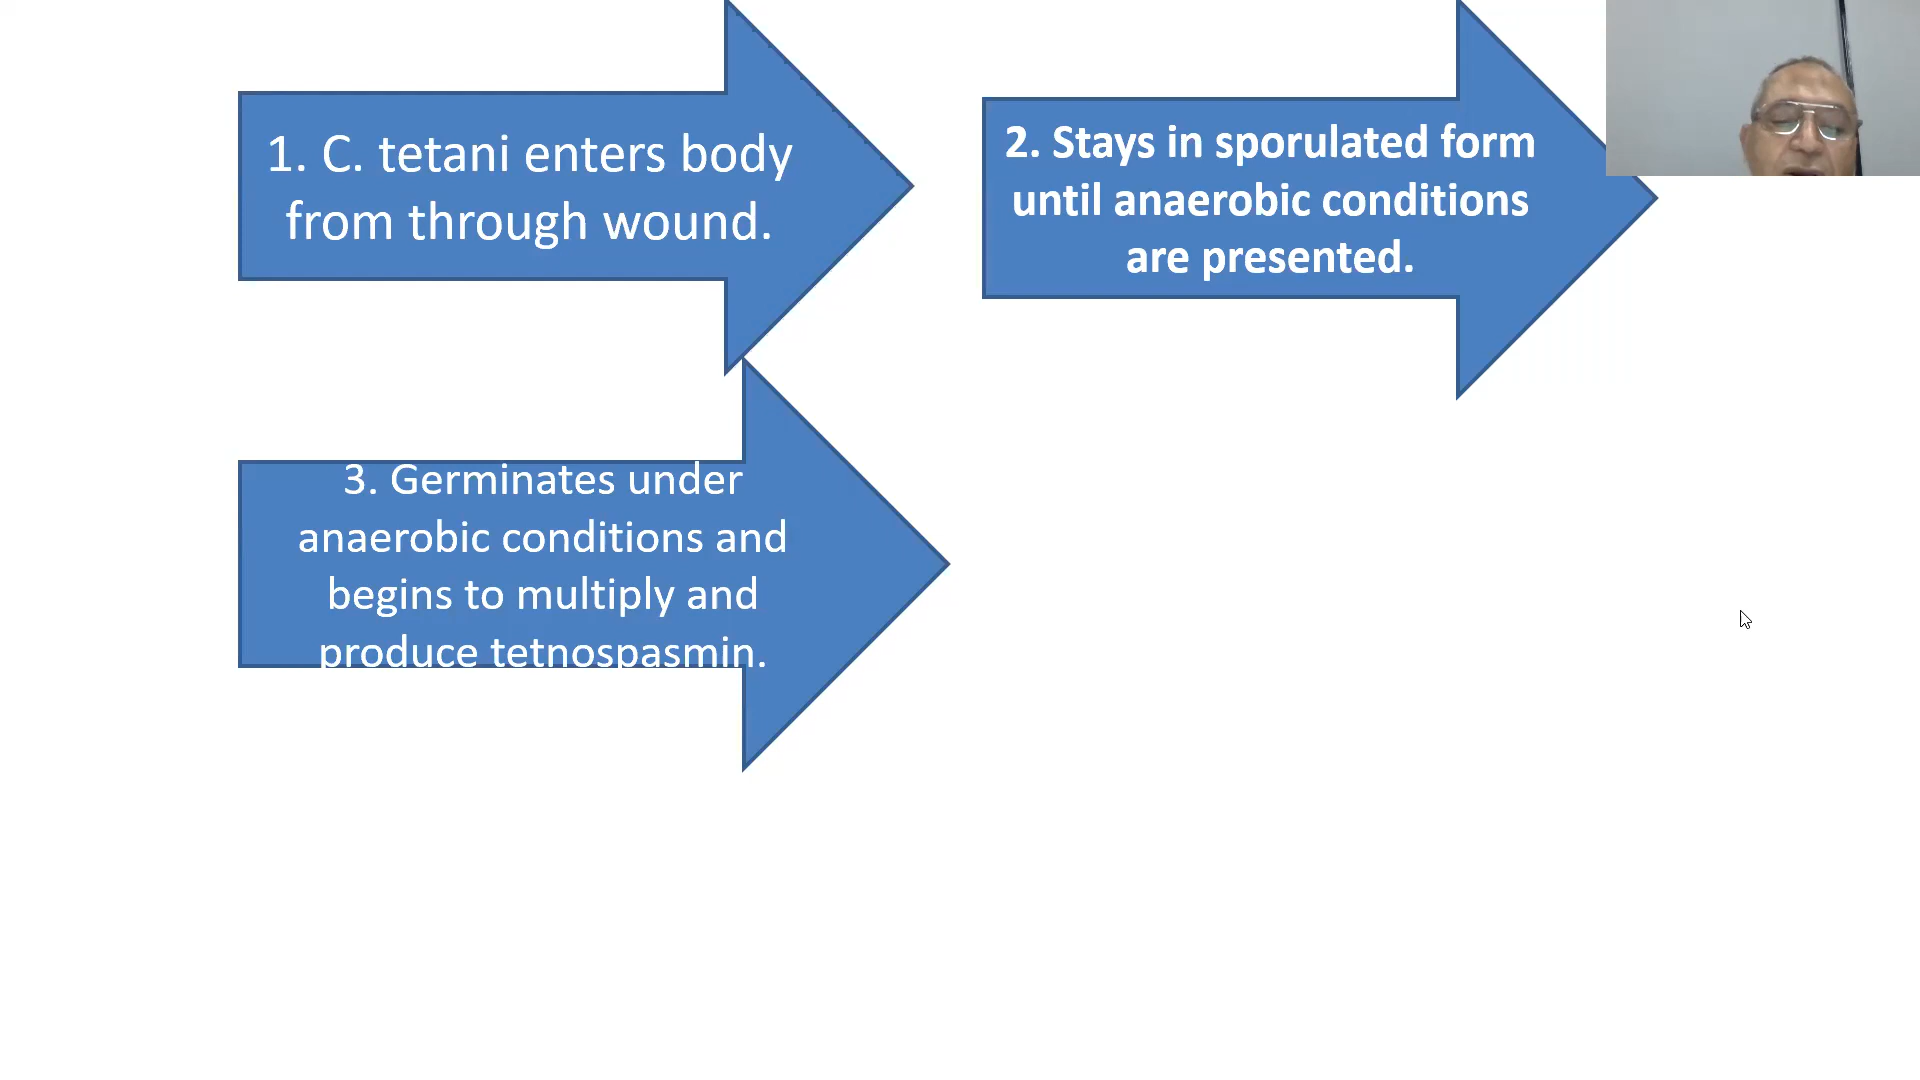 1. C. tetani enters body
from through wound.
2. Stays in sporulated form
until anaerobic conditions
are presented.
3. Germinates under
anaerobic conditions and
begins to multiply and
produce tetnospasmin.